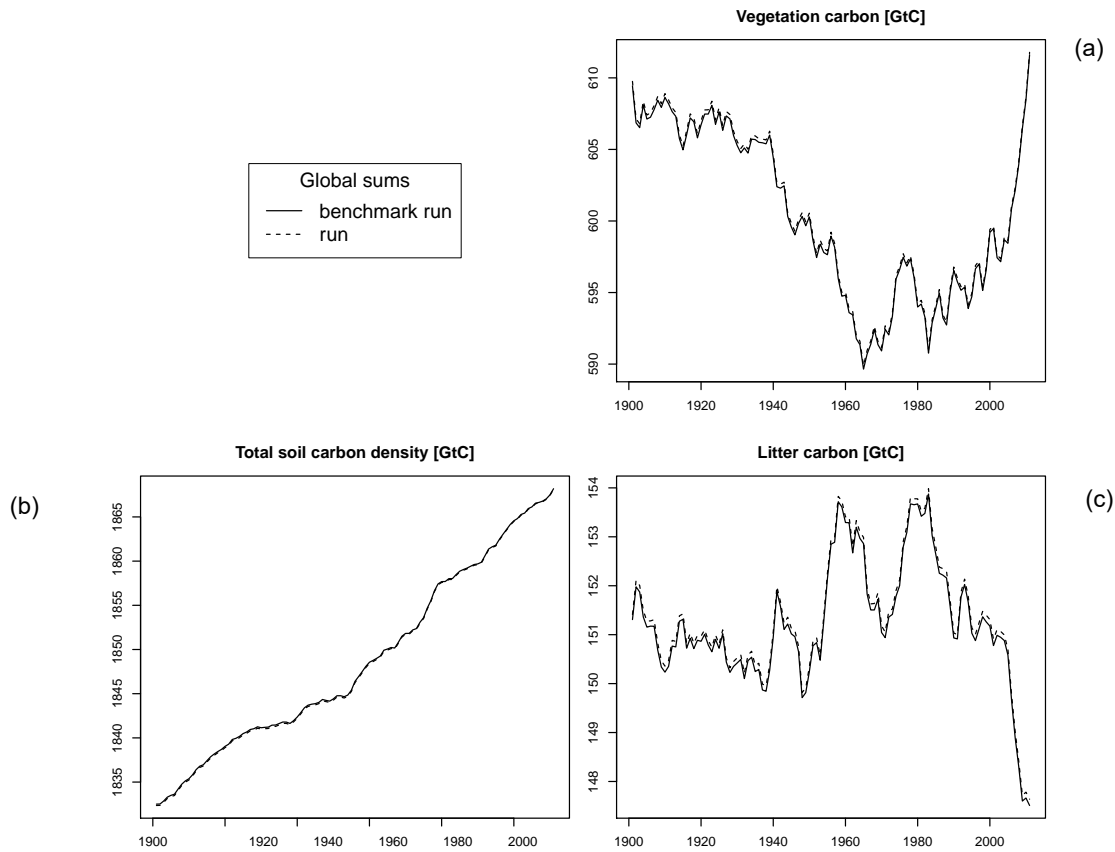 Vegetation carbon [GtC]
(a)
590 595 600 605 610
1900 1920 1940 1960 1980 2000
Global sums
benchmark run
run
Total soil carbon density [GtC]
(b)
1835 1840 1845 1850 1855 1860 1865
1900 1920 1940 1960 1980 2000
Litter carbon [GtC]
(c)
148 149 150 151 152 153 154
1900 1920 1940 1960 1980 2000